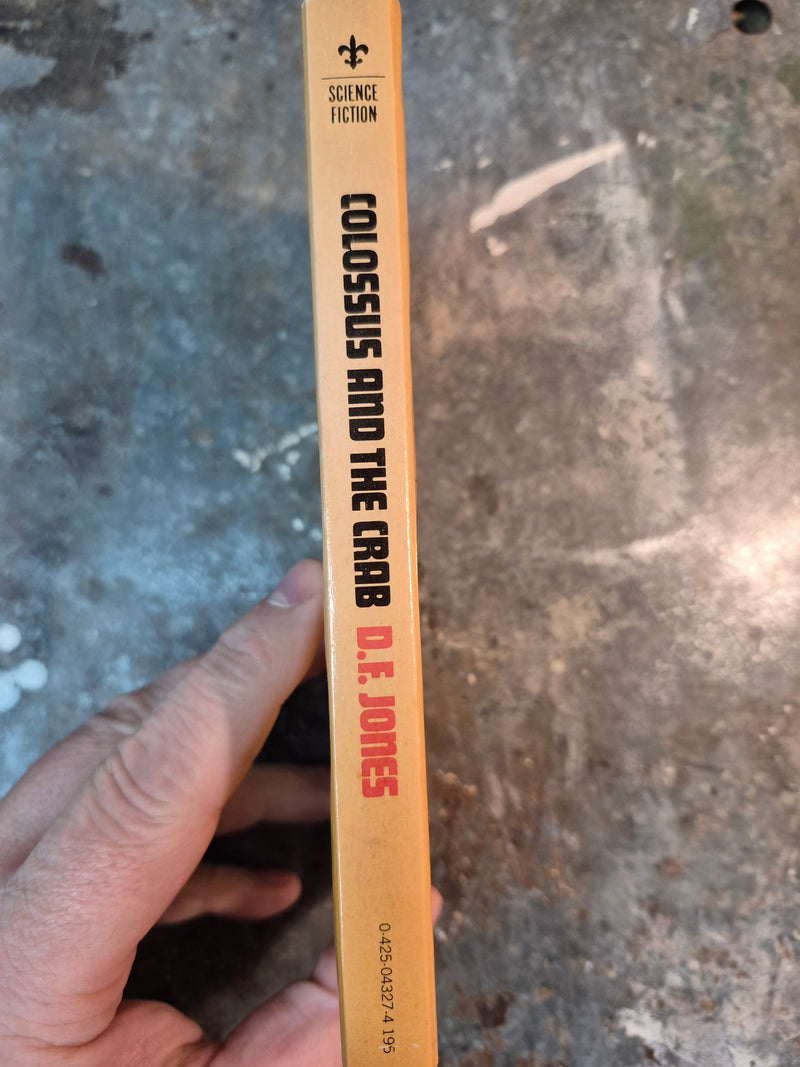 SCIENCE
FICTION
COLOSSUS AND THE CRAB D.F. JONES
0-425-04327-4 195